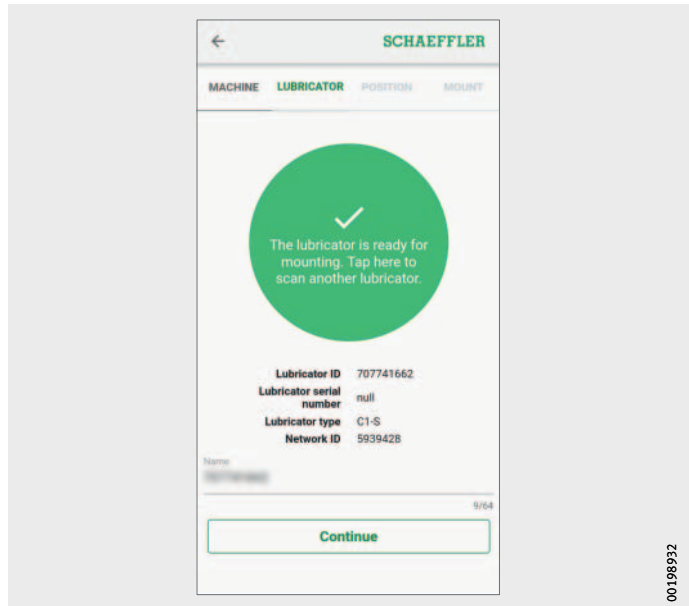 SCHAEFFLER
MACHINE LUBRICATOR POSITION MOUNT
The lubricator is ready for
mounting. Tap here to
scan another lubricator.
Lubricator ID 707741662
Lubricator serial
number null
Lubricator type C1-S
Network ID 5939428
Name
9/64
Continue
00198932